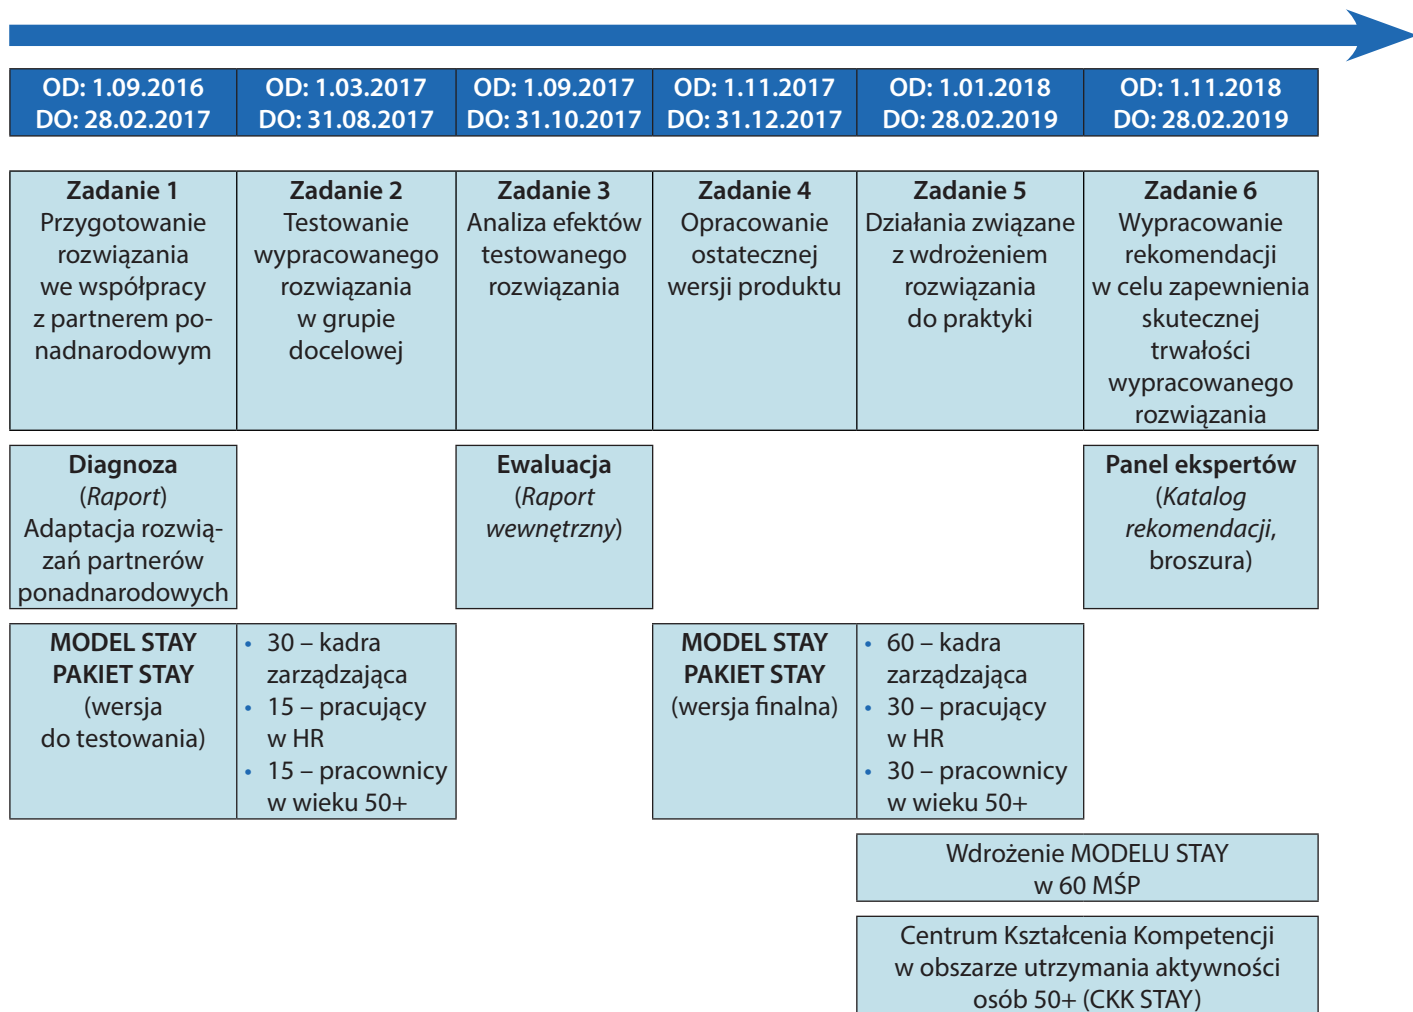 OD: 1.09.2016
DO: 28.02.2017
OD: 1.03.2017
DO: 31.08.2017
OD: 1.09.2017
DO: 31.10.2017
OD: 1.11.2017
DO: 31.12.2017
OD: 1.01.2018
DO: 28.02.2019
OD: 1.11.2018
DO: 28.02.2019
Zadanie 1
Przygotowanie
rozwiązania
we współpracy
z partnerem po-
nadnarodowym
Zadanie 2
Testowanie
wypracowanego
rozwiązania
w grupie
docelowej
Zadanie 3
Analiza efektów
testowanego
rozwiązania
Zadanie 4
Opracowanie
ostatecznej
wersji produktu
Zadanie 5
Działania związane
z wdrożeniem
rozwiązania
do praktyki
Zadanie 6
Wypracowanie
rekomendacji
w celu zapewnienia
skutecznej
trwałości
wypracowanego
rozwiązania
Diagnoza
(Raport)
Adaptacja rozwią-
zań partnerów
ponadnarodowych
Ewaluacja
(Raport
wewnętrzny)
Panel ekspertów
(Katalog
rekomendacji,
broszura)
MODEL STAY
PAKIET STAY
(wersja
do testowania)
• 30 – kadra
zarządzająca
• 15 – pracujący
w HR
• 15 – pracownicy
w wieku 50+
MODEL STAY
PAKIET STAY
(wersja finalna)
• 60 – kadra
zarządzająca
• 30 – pracujący
w HR
• 30 – pracownicy
w wieku 50+
Wdrożenie MODELU STAY
w 60 MŚP
Centrum Kształcenia Kompetencji
w obszarze utrzymania aktywności
osób 50+ (CKK STAY)